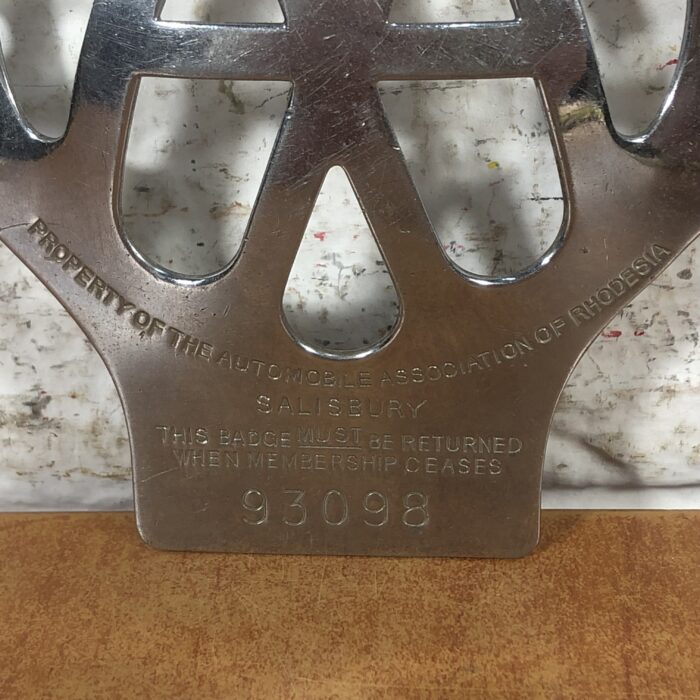 PROPERTY OF THE AUTOMOBILE ASSOCIATION OF RHODESIA
SALISBURY
THIS BADGE MUST BE RETURNED
WHEN MEMBERSHIP CEASES
93098